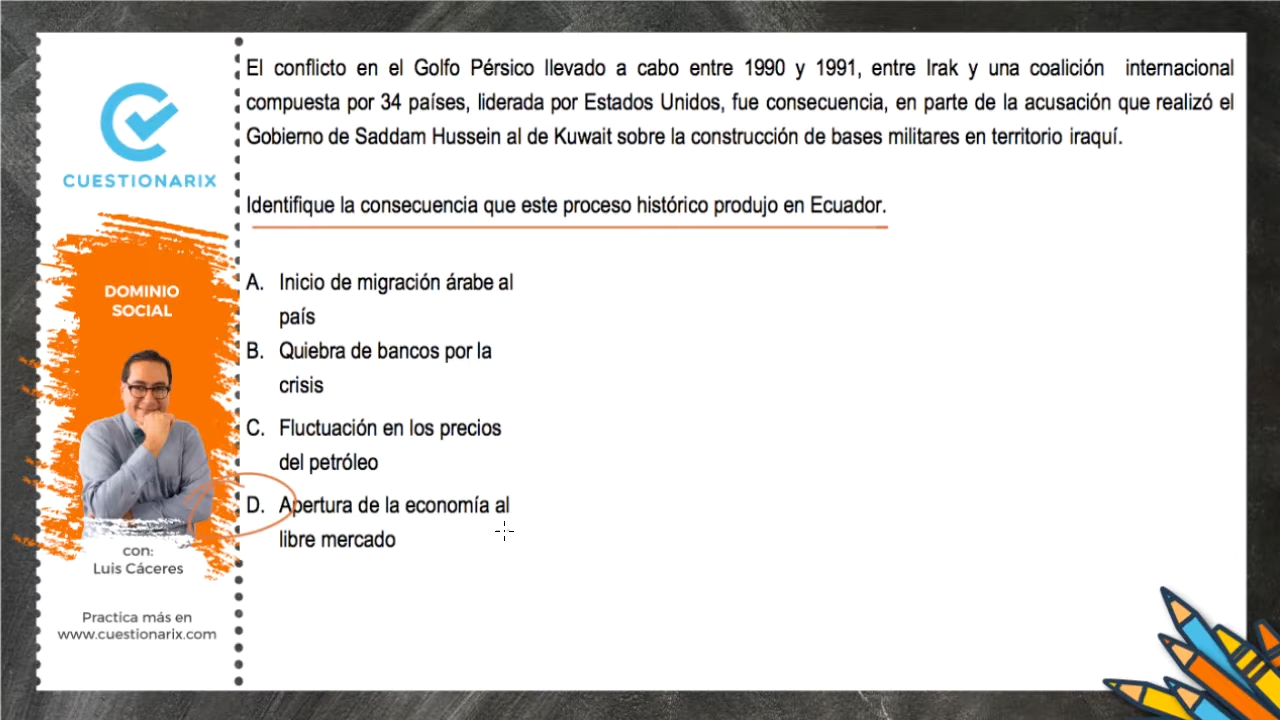 El conflicto en el Golfo Pérsico llevado a cabo entre 1990 y 1991, entre Irak y una coalición internacional
compuesta por 34 países, liderada por Estados Unidos, fue consecuencia, en parte de la acusación que realizó el
Gobierno de Saddam Hussein al de Kuwait sobre la construcción de bases militares en territorio iraquí.
Identifique la consecuencia que este proceso histórico produjo en Ecuador.
A. Inicio de migración árabe al
país
B. Quiebra de bancos por la
crisis
C. Fluctuación en los precios
del petróleo
D. Apertura de la economía al
libre mercado
CUESTIONARIX
DOMINIO
SOCIAL
con:
Luis Cáceres
Practica más en
www.cuestionarix.com